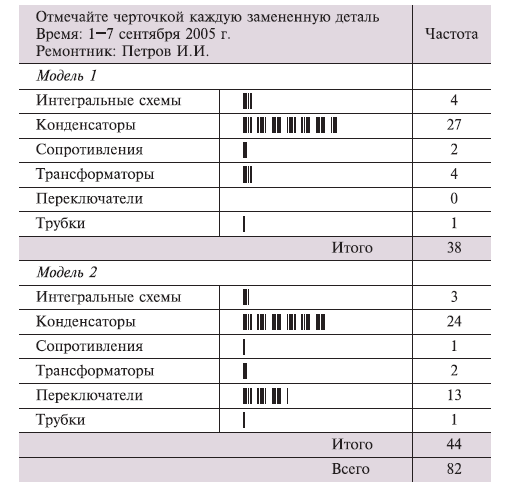 Отмечайте черточкой каждую замененную деталь
Время: 1—7 сентября 2005 г.
Ремонтник: Петров И.И.
Частота
Модель 1
Интегральные схемы 4
Конденсаторы 27
Сопротивления 2
Трансформаторы 4
Переключатели 0
Трубки 1
Итого 38
Модель 2
Интегральные схемы 3
Конденсаторы 24
Сопротивления 1
Трансформаторы 2
Переключатели 13
Трубки 1
Итого 44
Всего 82